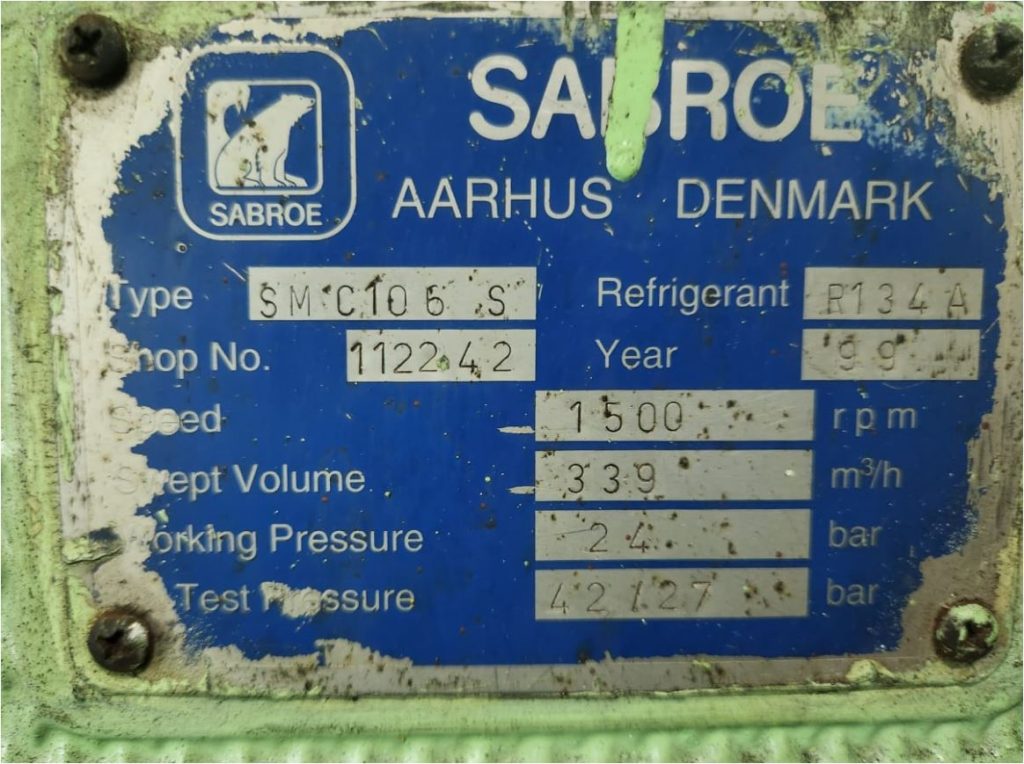 SABROE
SABROE
AARHUS DENMARK
Type SMC106 S Refrigerant R134A
Shop No. 112242 Year 99
Speed 1500 rpm
Swept Volume 339 m³/h
Working Pressure 24 bar
Test Pressure 42/27 bar